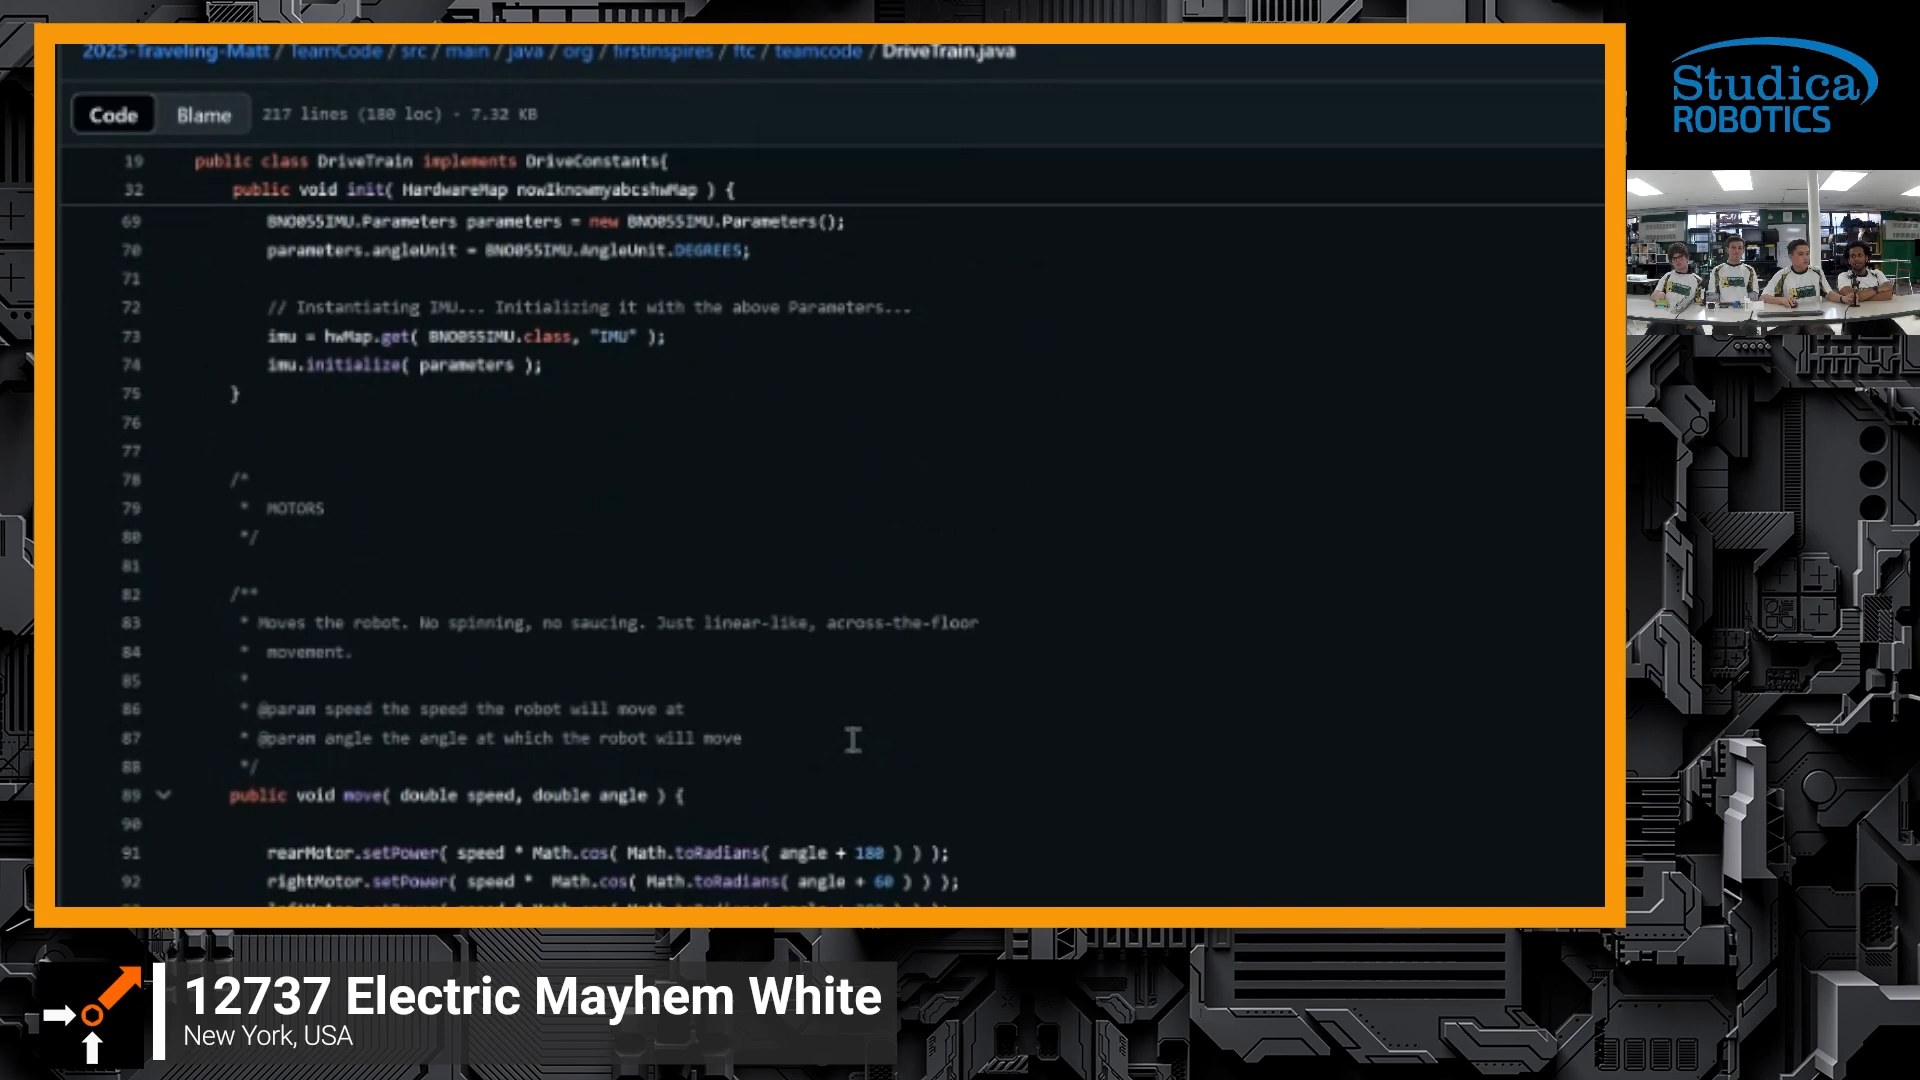 2025-Traveling-Matt / TeamCode / src / main / java / org / firstinspires / ftc / teamcode / DriveTrain.java
Code Blame 217 lines (180 loc) · 7.32 KB
19 public class DriveTrain implements DriveConstants{
32 public void init( HardwareMap nowIknowmyabcshwMap ) {
69 BNO055IMU.Parameters parameters = new BNO055IMU.Parameters();
70 parameters.angleUnit = BNO055IMU.AngleUnit.DEGREES;
71
72 // Instantiating IMU... Initializing it with the above Parameters...
73 imu = hwMap.get( BNO055IMU.class, "IMU" );
74 imu.initialize( parameters );
75 }
76
77
78 /*
79 * MOTORS
80 */
81
82 /**
83 * Moves the robot. No spinning, no saucing. Just linear-like, across-the-floor
84 * movement.
85 *
86 * @param speed the speed the robot will move at
87 * @param angle the angle at which the robot will move
88 */
89 public void move( double speed, double angle ) {
90
91 rearMotor.setPower( speed * Math.cos( Math.toRadians( angle + 180 ) ) );
92 rightMotor.setPower( speed * Math.cos( Math.toRadians( angle + 60 ) ) );
Studica
ROBOTICS
12737 Electric Mayhem White
New York, USA